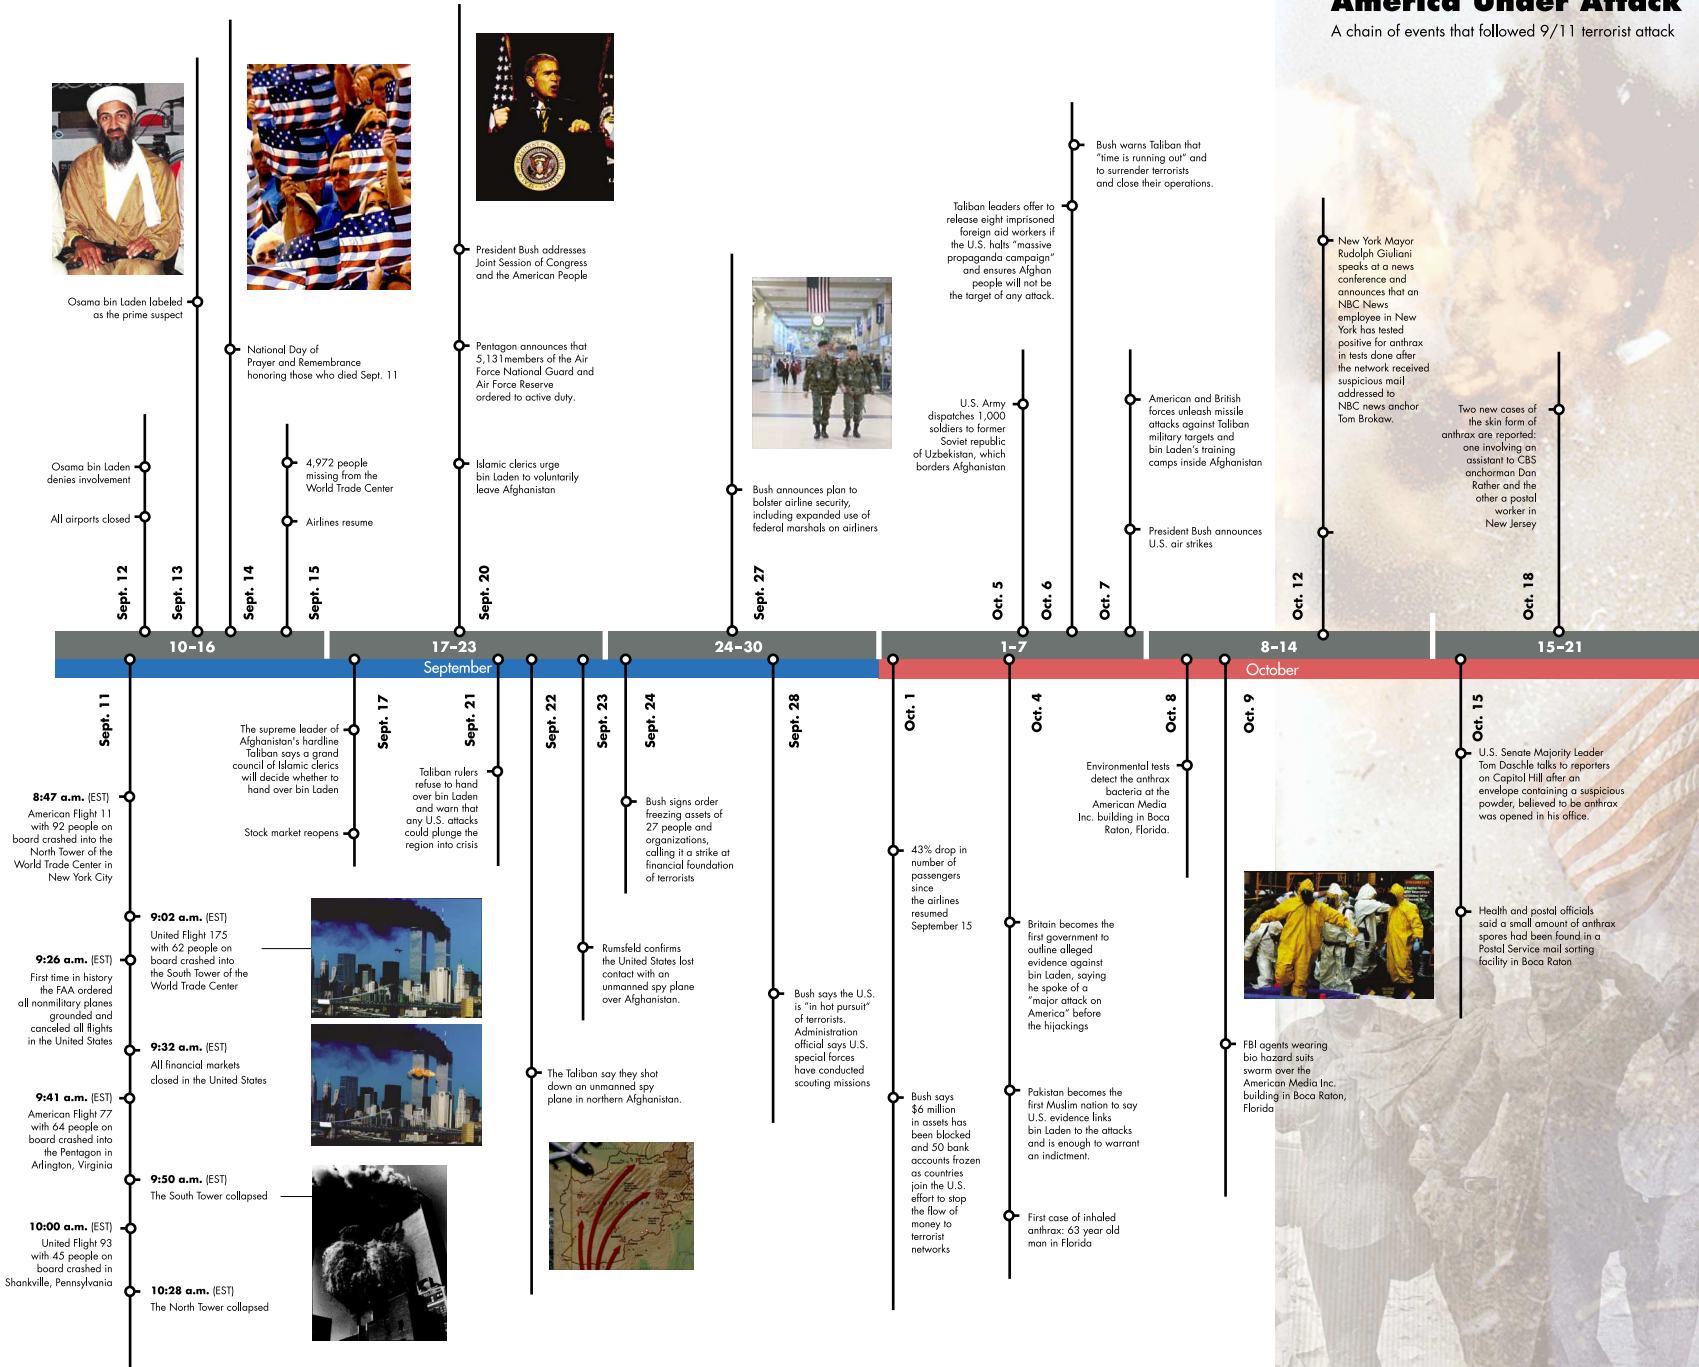 America Under Attack
A chain of events that followed 9/11 terrorist attack
Osama bin Laden labeled
as the prime suspect
National Day of
Prayer and Remembrance
honoring those who died Sept. 11
Osama bin Laden
denies involvement
All airports closed
4,972 people
missing from the
World Trade Center
Airlines resume
President Bush addresses
Joint Session of Congress
and the American People
Pentagon announces that
5,131members of the Air
Force National Guard and
Air Force Reserve
ordered to active duty.
Islamic clerics urge
bin Laden to voluntarily
leave Afghanistan
Bush announces plan to
bolster airline security,
including expanded use of
federal marshals on airliners
U.S. Army
dispatches 1,000
soldiers to former
Soviet republic
of Uzbekistan, which
borders Afghanistan
Taliban leaders offer to
release eight imprisoned
foreign aid workers if
the U.S. halts “massive
propaganda campaign”
and ensures Afghan
people will not be
the target of any attack.
Bush warns Taliban that
“time is running out” and
to surrender terrorists
and close their operations.
American and British
forces unleash missile
attacks against Taliban
military targets and
bin Laden’s training
camps inside Afghanistan
President Bush announces
U.S. air strikes
New York Mayor
Rudolph Giuliani
speaks at a news
conference and
announces that an
NBC News
employee in New
York has tested
positive for anthrax
in tests done after
the network received
suspicious mail
addressed to
NBC news anchor
Tom Brokaw.
Two new cases of
the skin form of
anthrax are reported:
one involving an
assistant to CBS
anchorman Dan
Rather and the
other a postal
worker in
New Jersey
Sept. 12
Sept. 13
Sept. 14
Sept. 15
Sept. 20
Sept. 27
Oct. 5
Oct. 6
Oct. 7
Oct. 12
Oct. 18
10–16
17–23
24–30
1–7
8–14
15–21
September
October
Sept. 11
Sept. 17
Sept. 21
Sept. 22
Sept. 23
Sept. 24
Sept. 28
Oct. 1
Oct. 4
Oct. 8
Oct. 9
Oct. 15
8:47 a.m. (EST)
American Flight 11
with 92 people on
board crashed into the
North Tower of the
World Trade Center in
New York City
9:02 a.m. (EST)
United Flight 175
with 62 people on
board crashed into
the South Tower of the
World Trade Center
9:26 a.m. (EST)
First time in history
the FAA ordered
all nonmilitary planes
grounded and
canceled all flights
in the United States
9:32 a.m. (EST)
All financial markets
closed in the United States
9:41 a.m. (EST)
American Flight 77
with 64 people on
board crashed into
the Pentagon in
Arlington, Virginia
9:50 a.m. (EST)
The South Tower collapsed
10:00 a.m. (EST)
United Flight 93
with 45 people on
board crashed in
Shankville, Pennsylvania
10:28 a.m. (EST)
The North Tower collapsed
The supreme leader of
Afghanistan's hardline
Taliban says a grand
council of Islamic clerics
will decide whether to
hand over bin Laden
Stock market reopens
Taliban rulers
refuse to hand
over bin Laden
and warn that
any U.S. attacks
could plunge the
region into crisis
The Taliban say they shot
down an unmanned spy
plane in northern Afghanistan.
Rumsfeld confirms
the United States lost
contact with an
unmanned spy plane
over Afghanistan.
Bush signs order
freezing assets of
27 people and
organizations,
calling it a strike at
financial foundation
of terrorists
Bush says the U.S.
is “in hot pursuit”
of terrorists.
Administration
official says U.S.
special forces
have conducted
scouting missions
43% drop in
number of
passengers
since
the airlines
resumed
September 15
Bush says
$6 million
in assets has
been blocked
and 50 bank
accounts frozen
as countries
join the U.S.
effort to stop
the flow of
money to
terrorist
networks
Britain becomes the
first government to
outline alleged
evidence against
bin Laden, saying
he spoke of a
“major attack on
America” before
the hijackings
Pakistan becomes the
first Muslim nation to say
U.S. evidence links
bin Laden to the attacks
and is enough to warrant
an indictment.
First case of inhaled
anthrax: 63 year old
man in Florida
Environmental tests
detect the anthrax
bacteria at the
American Media
Inc. building in Boca
Raton, Florida.
FBI agents wearing
bio hazard suits
swarm over the
American Media Inc.
building in Boca Raton,
Florida
U.S. Senate Majority Leader
Tom Daschle talks to reporters
on Capitol Hill after an
envelope containing a suspicious
powder, believed to be anthrax
was opened in his office.
Health and postal officials
said a small amount of anthrax
spores had been found in a
Postal Service mail sorting
facility in Boca Raton